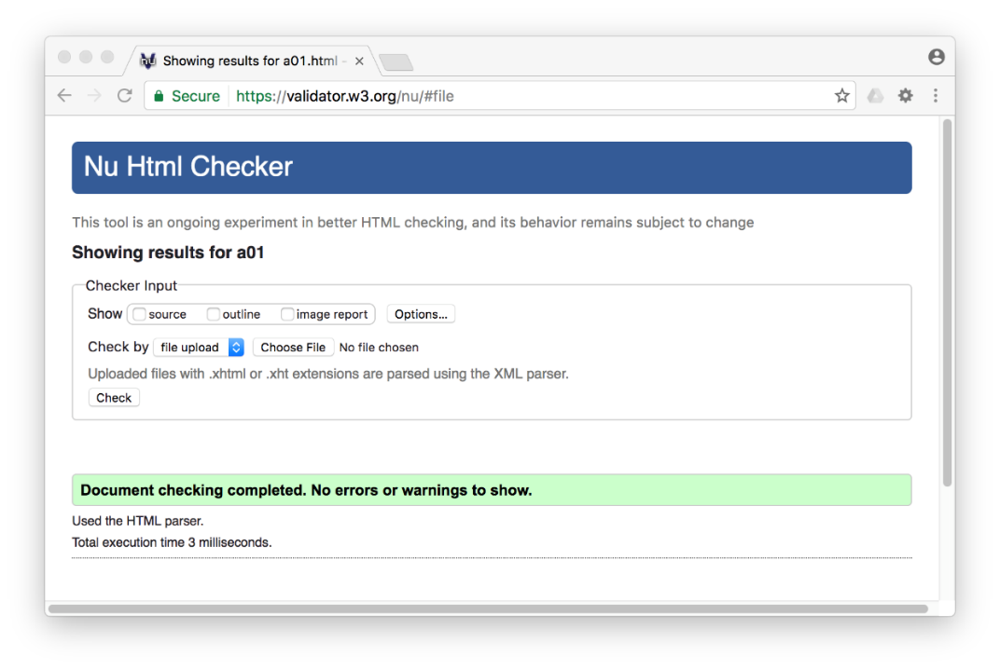 Showing results for a01.html -
Secure https://validator.w3.org/nu/#file
Nu Html Checker
This tool is an ongoing experiment in better HTML checking, and its behavior remains subject to change
Showing results for a01
Checker Input
Show source outline image report Options...
Check by file upload Choose File No file chosen
Uploaded files with .xhtml or .xht extensions are parsed using the XML parser.
Check
Document checking completed. No errors or warnings to show.
Used the HTML parser.
Total execution time 3 milliseconds.